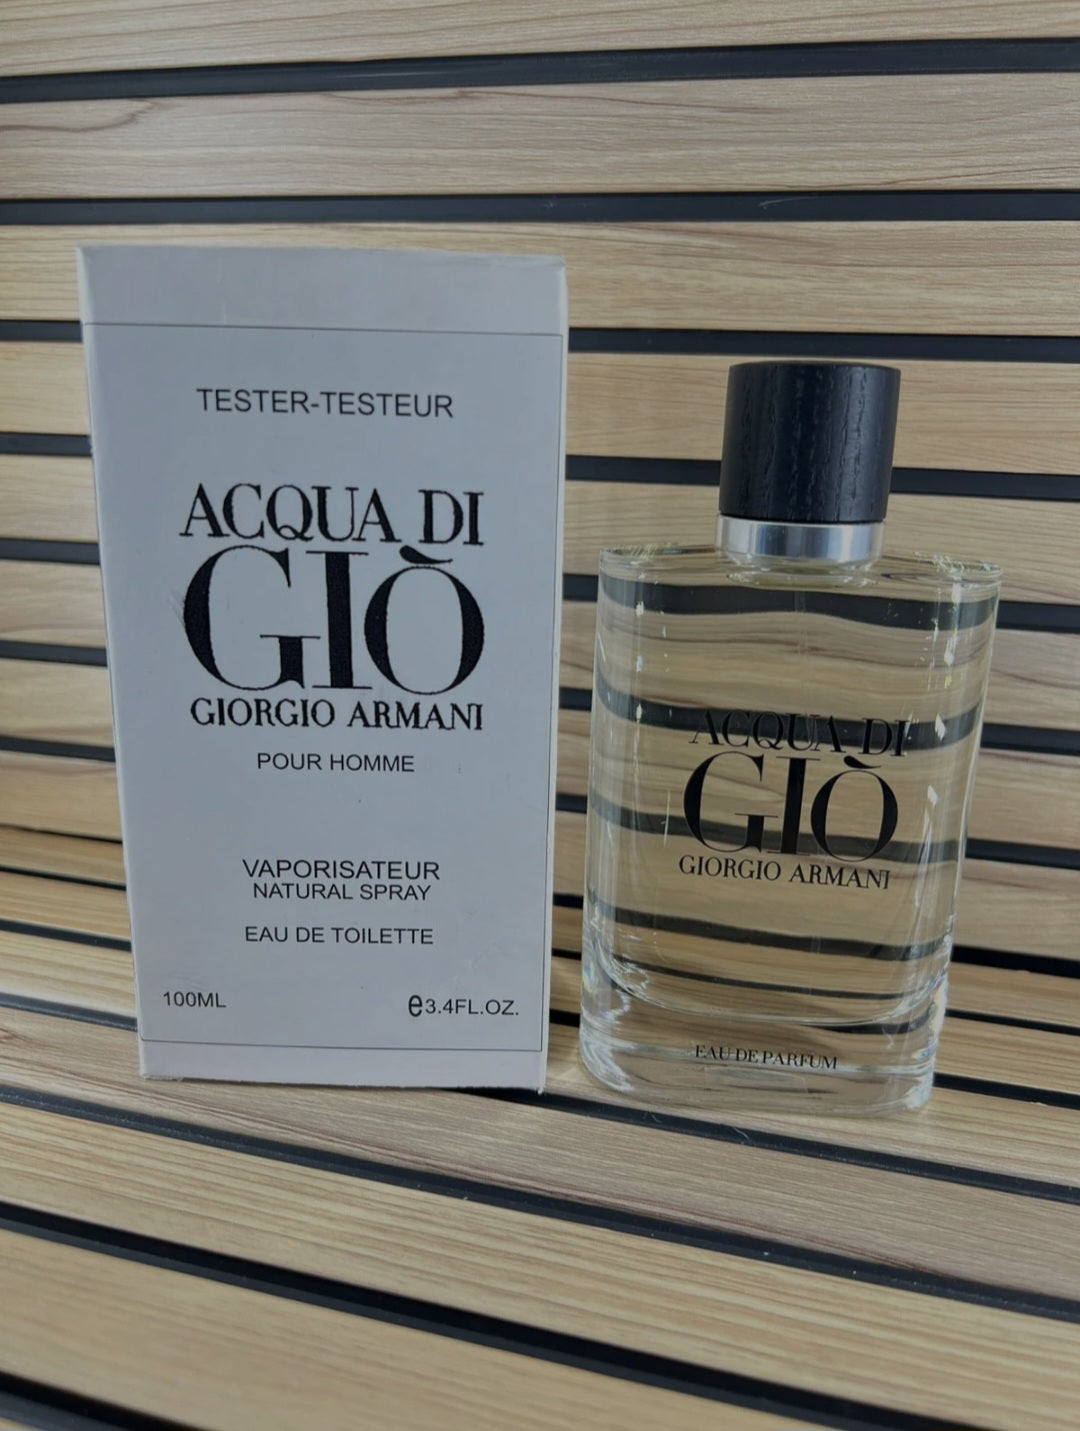 TESTER-TESTEUR
ACQUA DI
GIÒ
GIORGIO ARMANI
POUR HOMME
VAPORISATEUR
NATURAL SPRAY
EAU DE TOILETTE
100ML
e3.4FL.OZ.
ACQUA DI
GIÒ
GIORGIO ARMANI
EAU DE PARFUM